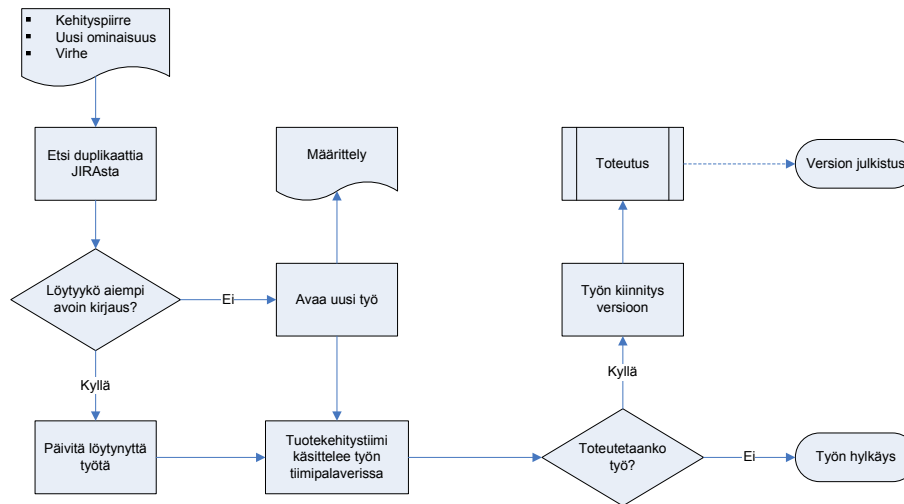 ▪ Kehityspiirre
▪ Uusi ominaisuus
▪ Virhe
Etsi duplikaattia
JIRAsta
Määrittely
Toteutus
Version julkistus
Löytyykö aiempi
avoin kirjaus?
Ei
Avaa uusi työ
Työn kiinnitys
versioon
Kyllä
Kyllä
Päivitä löytynyttä
työtä
Tuotekehitystiimi
käsittelee työn
tiimipalaverissa
Toteutetaanko
työ?
Ei
Työn hylkäys